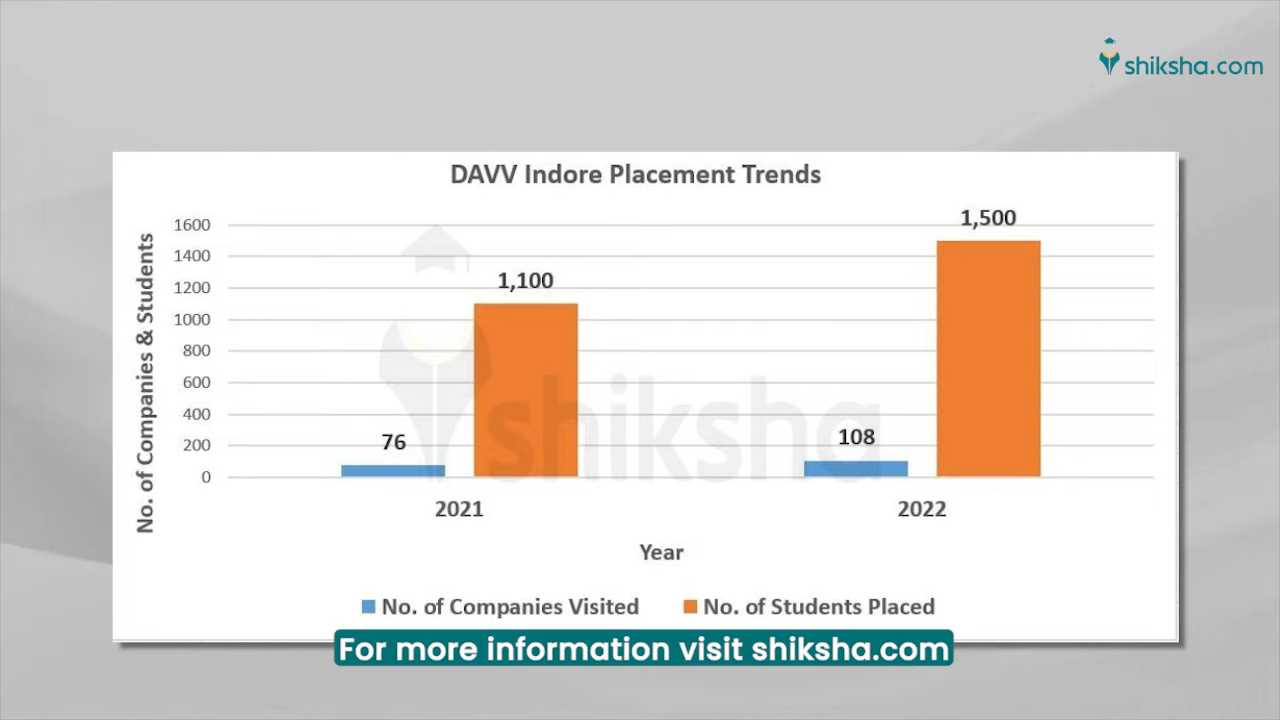 shiksha.com
DAVV Indore Placement Trends
No. of Companies & Students
1600
1400
1200
1000
800
600
400
200
0
76
1,100
108
1,500
shiksha
2021
2022
Year
No. of Companies Visited
No. of Students Placed
For more information visit shiksha.com